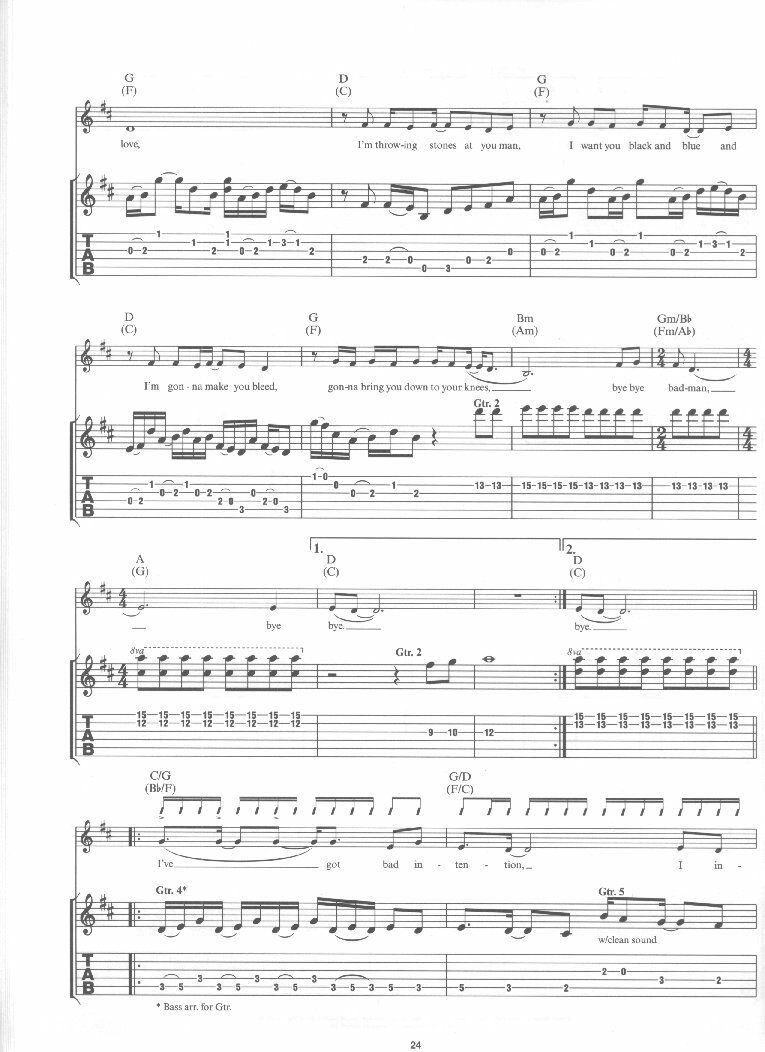 G D G
(F) (C) (F)
love, I'm throw-ing stones at you man, I want you black and blue and
T 1 1 1 1 1-3-1 1 1 1-3-1
A 0-2 2 0-2 2 2-2-0 0-2 0 0-2 2 0-2 2
B 0 3
D G Bm Gm/B♭
(C) (F) (Am) (Fm/A♭)
I'm gon - na make you bleed, gon-na bring you down to your knees, bye bye bad-man,
Gtr. 2
2 4
4 4
T 1 1 1-0 0 1 13-13 15-15-15-15-13-13-13-13 13-13-13-13
A 0-2 0-2 0-2 2 0 0 2-0 0 2 2
B 3 3
1. 2.
A D D
(G) (C) (C)
4
4
bye bye. bye.
8va Gtr. 2 8va
4
4
T 15 15 15 15 15 15 15 15 15 15 15 15 15 15
A 12 12 12 12 12 12 12 9 10 12 13 13 13 13 13 13 13
B
C/G G/D
(B♭/F) (F/C)
I've got bad in - ten - tion, I in -
Gtr. 4* Gtr. 5
w/clean sound
T
A 3 3 3 2 0 3
B 3 5 5 3 5 3 5 3 5 3 5 3 2 2
* Bass arr. for Gtr.
24